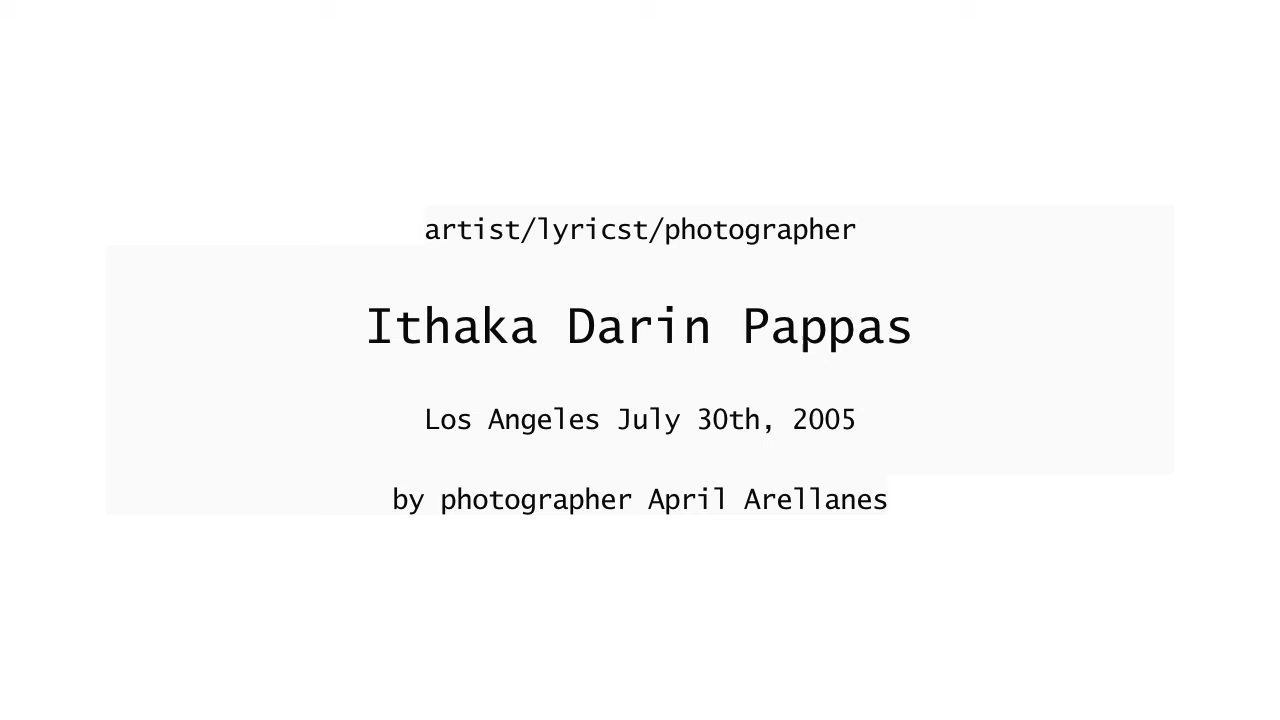 artist/lyricst/photographer
Ithaka Darin Pappas
Los Angeles July 30th, 2005
by photographer April Arellanes